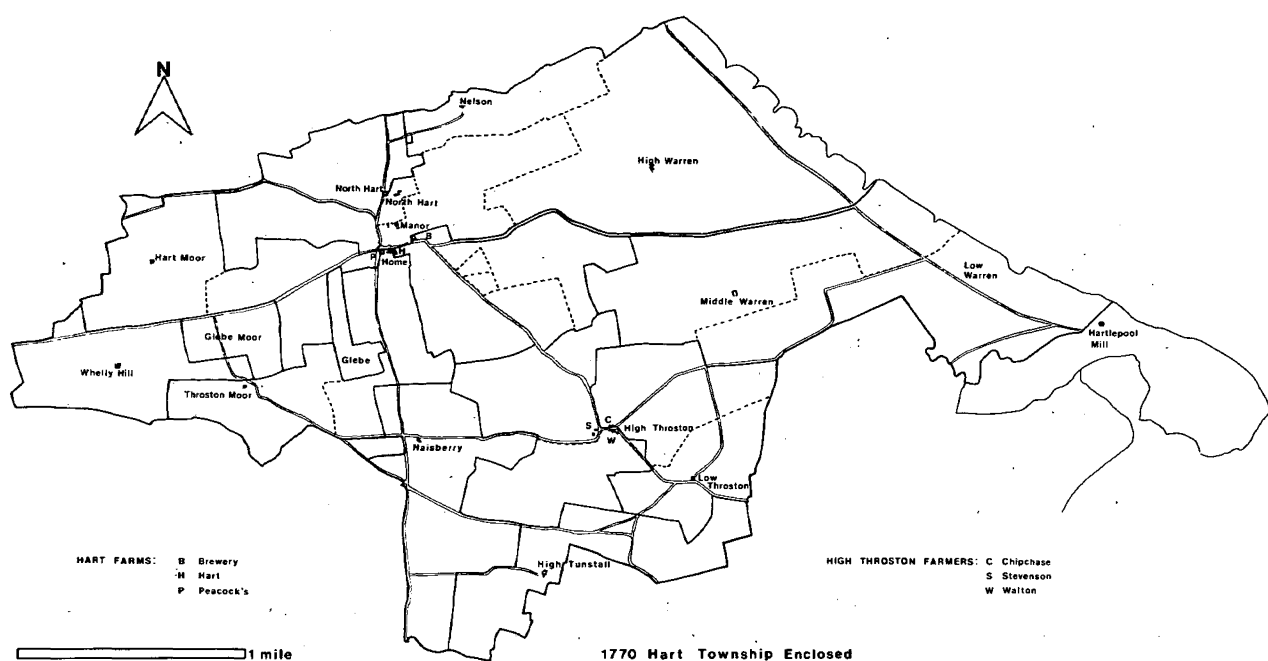 N
Nelson
High Warren
North Hart
North Hart
Manor
B
H
P
Home
Hart Moor
Low
Warren
Middle Warren
Hartlepool
Mill
Glebe Moor
Glebe
Whelly Hill
Throston Moor
C
S
High Throston
W
Naisberry
Low
Throston
High Tunstall
HART FARMS:
B Brewery
H Hart
P Peacock's
HIGH THROSTON FARMERS:
C Chipchase
S Stevenson
W Walton
1 mile
1770 Hart Township Enclosed